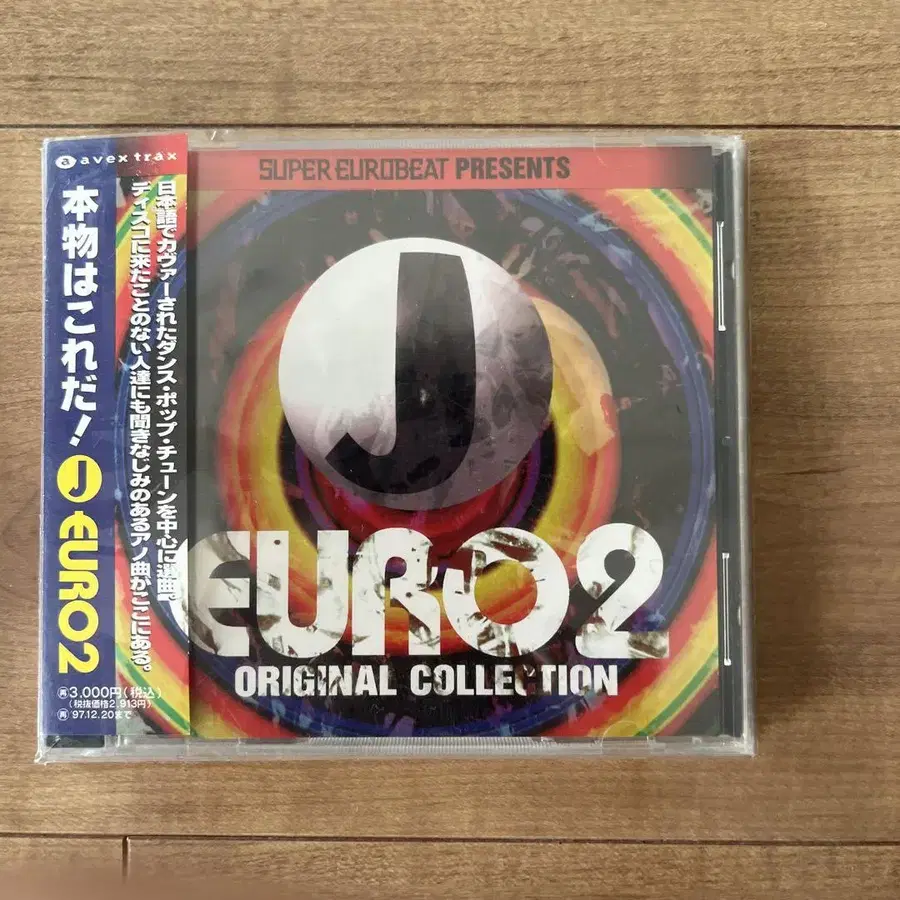 avex trax
本物はこれだ!
J・EURO2
日本語でカヴァーされたダンス・ポップ・チューンを中心に選曲。
ディスコに来たことのない人達にも聞きなじみのあるアノ曲がここにある。
再3,000円(税込)
(税抜価格2,913円)
再97.12.20まで
SUPER EUROBEAT PRESENTS
J
EURO2
ORIGINAL COLLECTION